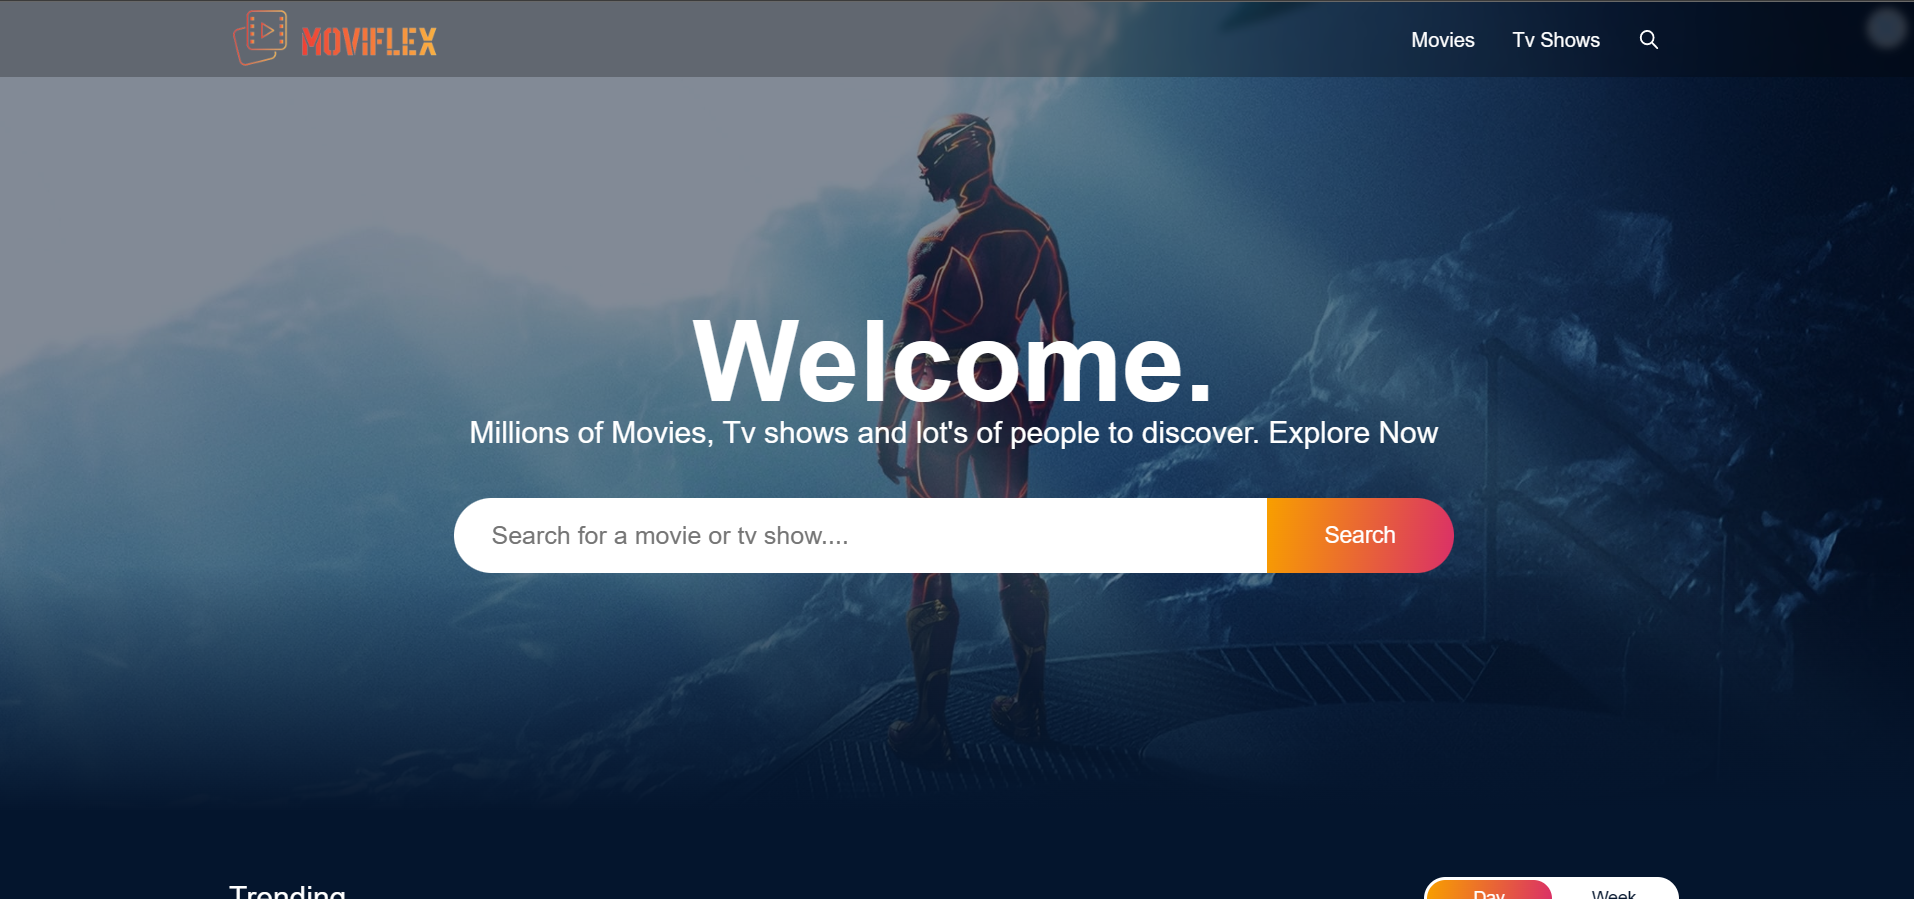 MOVIFLEX
Movies Tv Shows
Welcome.
Millions of Movies, Tv shows and lot's of people to discover. Explore Now
Search for a movie or tv show.... Search
Trending Day Week